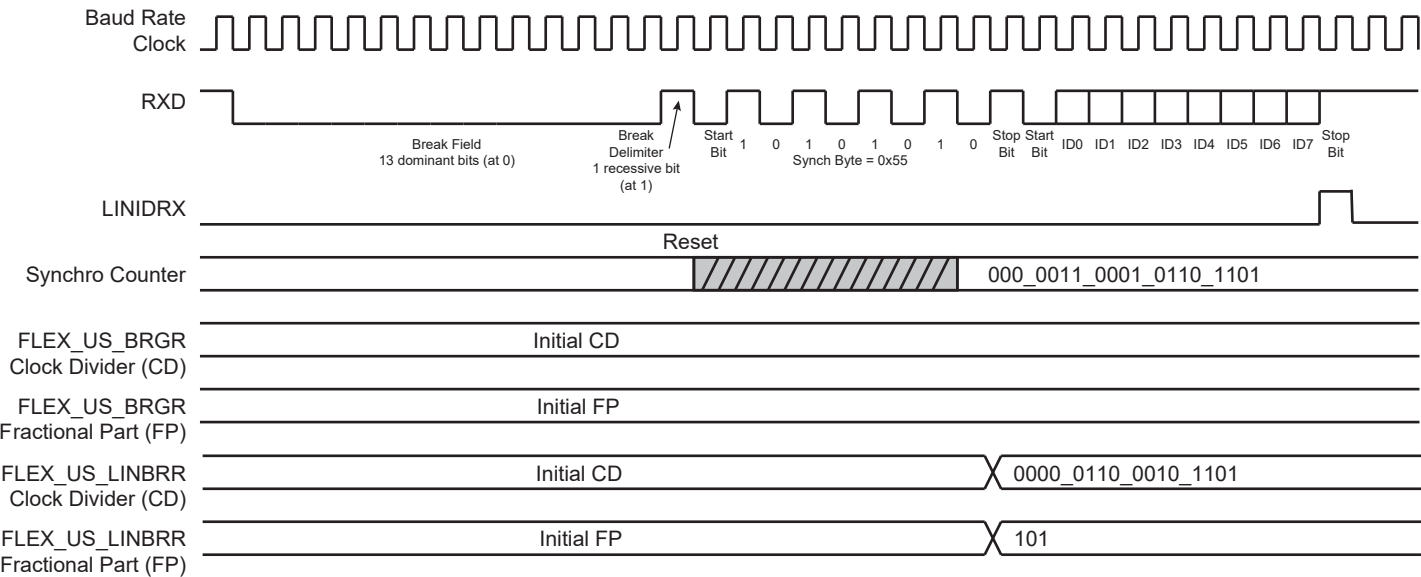 Baud Rate
Clock
RXD
Break Field
13 dominant bits (at 0)
Break
Delimiter
1 recessive bit
(at 1)
Start
Bit
1 0 1 0 1 0 1 0
Synch Byte = 0x55
Stop
Bit
Start
Bit
ID0 ID1 ID2 ID3 ID4 ID5 ID6 ID7
Stop
Bit
LINIDRX
Reset
Synchro Counter
000_0011_0001_0110_1101
FLEX_US_BRGR
Clock Divider (CD)
Initial CD
FLEX_US_BRGR
Fractional Part (FP)
Initial FP
FLEX_US_LINBRR
Clock Divider (CD)
Initial CD
0000_0110_0010_1101
FLEX_US_LINBRR
Fractional Part (FP)
Initial FP
101